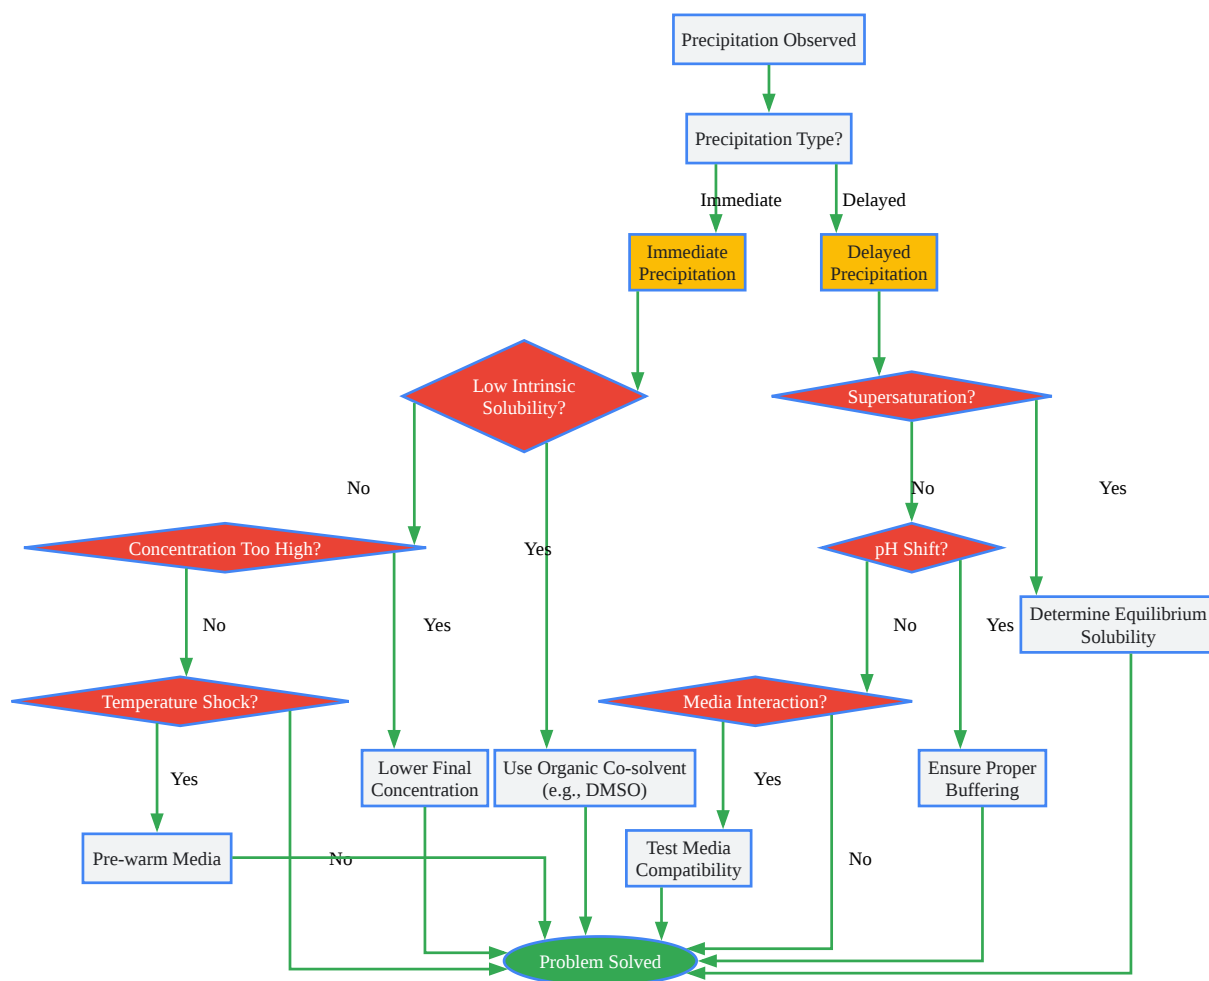 Precipitation Observed
Precipitation Type?
Immediate
Delayed
Immediate
Precipitation
Delayed
Precipitation
Low Intrinsic
Solubility?
Supersaturation?
No
No
Yes
Concentration Too High?
Yes
pH Shift?
No
Yes
No
Yes
Determine Equilibrium
Solubility
Temperature Shock?
Media Interaction?
Yes
Lower Final
Concentration
Use Organic Co-solvent
(e.g., DMSO)
Yes
Ensure Proper
Buffering
Pre-warm Media
No
Test Media
Compatibility
No
Problem Solved